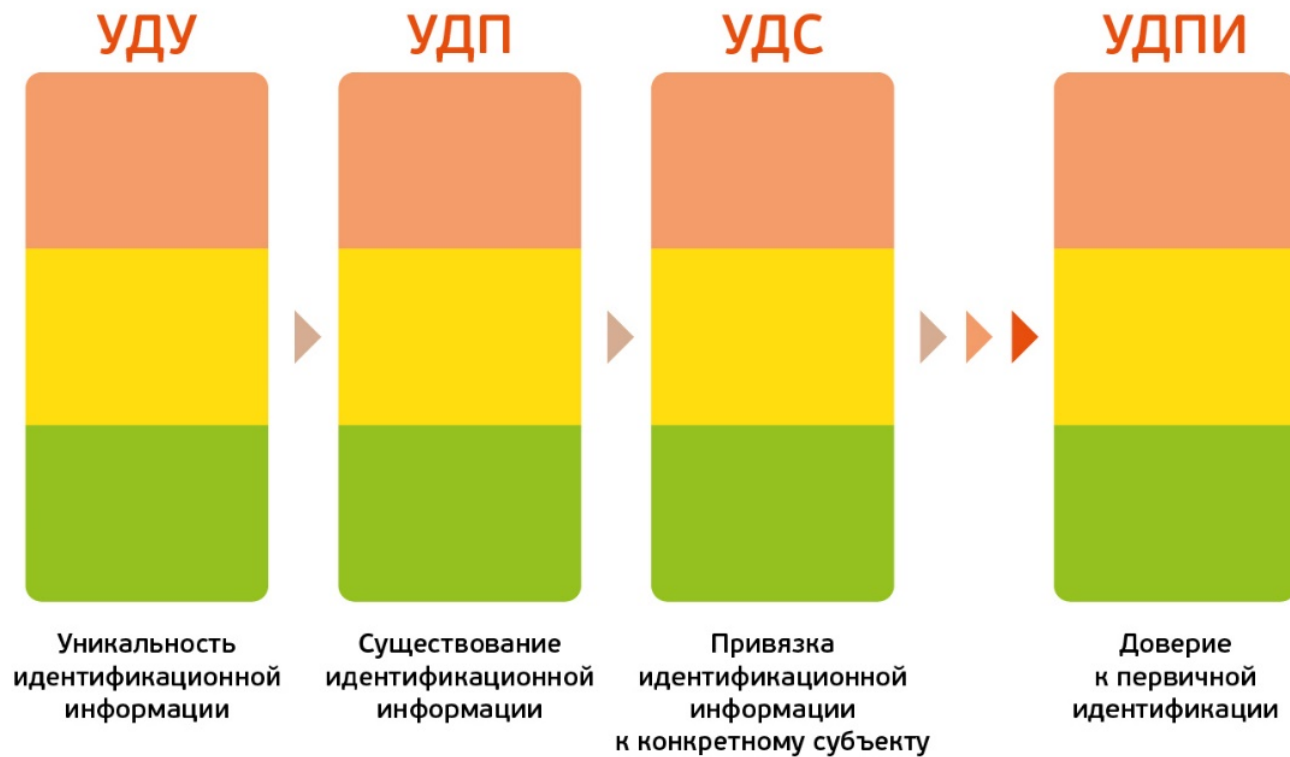 УДУ
УДП
УДС
УДПИ
Уникальность
идентификационной
информации
Существование
идентификационной
информации
Привязка
идентификационной
информации
к конкретному субъекту
Доверие
к первичной
идентификации